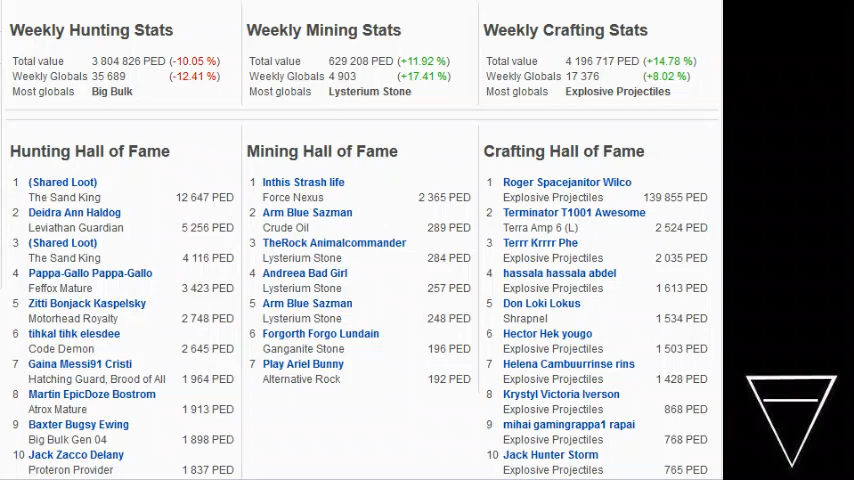 Weekly Hunting Stats
Total value 3 804 826 PED (-10.05 %)
Weekly Globals 35 689 (-12.41 %)
Most globals Big Bulk
Weekly Mining Stats
Total value 629 208 PED (+11.92 %)
Weekly Globals 4 903 (+17.41 %)
Most globals Lysterium Stone
Weekly Crafting Stats
Total value 4 196 717 PED (+14.78 %)
Weekly Globals 17 376 (+8.02 %)
Most globals Explosive Projectiles
Hunting Hall of Fame
1 (Shared Loot)
The Sand King 12 647 PED
2 Deidra Ann Haldog
Leviathan Guardian 5 256 PED
3 (Shared Loot)
The Sand King 4 116 PED
4 Pappa-Gallo Pappa-Gallo
Feffox Mature 3 423 PED
5 Zitti Bonjack Kaspelsky
Motorhead Royalty 2 748 PED
6 tihkal tihk elesdee
Code Demon 2 645 PED
7 Gaina Messi91 Cristi
Hatching Guard, Brood of All 1 964 PED
8 Martin EpicDoze Bostrom
Atrox Mature 1 913 PED
9 Baxter Bugsy Ewing
Big Bulk Gen 04 1 898 PED
10 Jack Zacco Delany
Proteron Provider 1 837 PED
Mining Hall of Fame
1 Inthis Strash life
Force Nexus 2 365 PED
2 Arm Blue Sazman
Crude Oil 289 PED
3 TheRock Animalcommander
Lysterium Stone 284 PED
4 Andreea Bad Girl
Lysterium Stone 257 PED
5 Arm Blue Sazman
Lysterium Stone 248 PED
6 Forgorth Forgo Lundain
Ganganite Stone 196 PED
7 Play Ariel Bunny
Alternative Rock 192 PED
Crafting Hall of Fame
1 Roger Spacejanitor Wilco
Explosive Projectiles 139 855 PED
2 Terminator T1001 Awesome
Terra Amp 6 (L) 2 524 PED
3 Terrr Krrrr Phe
Explosive Projectiles 2 035 PED
4 hassala hassala abdel
Explosive Projectiles 1 613 PED
5 Don Loki Lokus
Shrapnel 1 534 PED
6 Hector Hek yougo
Explosive Projectiles 1 503 PED
7 Helena Cambuurrinse rins
Explosive Projectiles 1 428 PED
8 Krystyl Victoria Iverson
Explosive Projectiles 868 PED
9 mihai gamingrappa1 rapai
Explosive Projectiles 768 PED
10 Jack Hunter Storm
Explosive Projectiles 765 PED